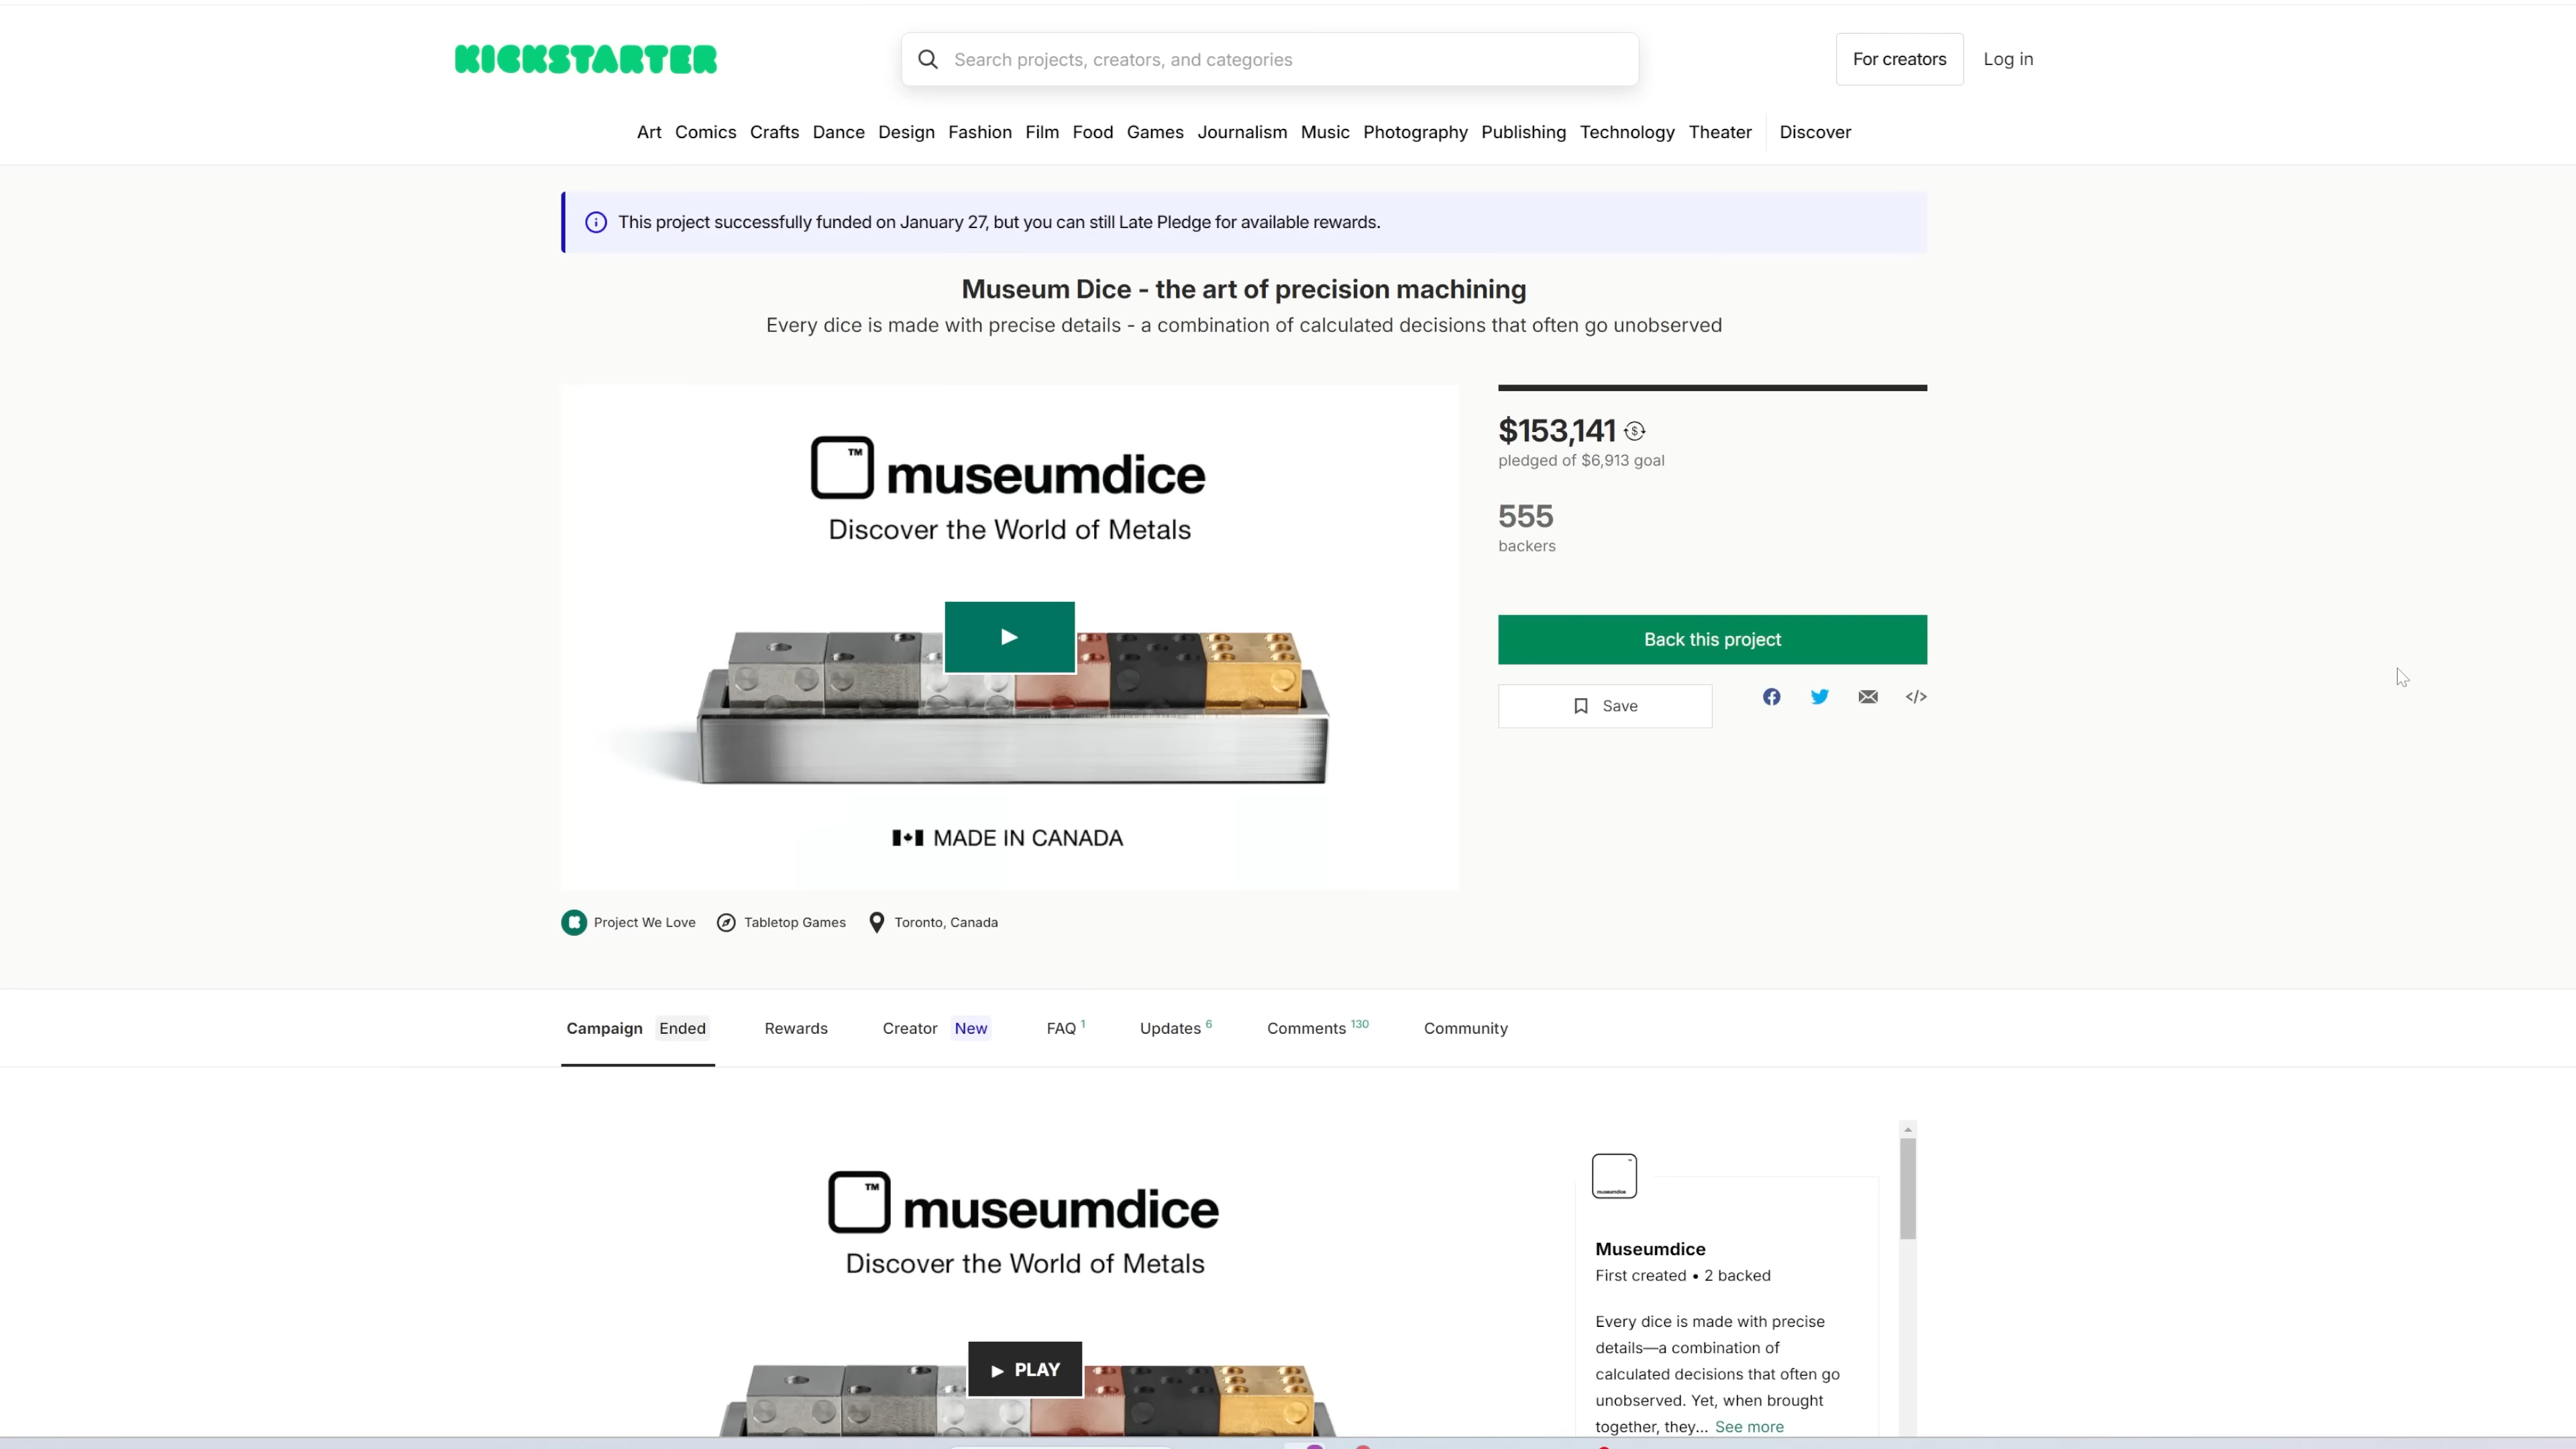 KICKSTARTER
Search projects, creators, and categories
For creators
Log in
Art Comics Crafts Dance Design Fashion Film Food Games Journalism Music Photography Publishing Technology Theater Discover
This project successfully funded on January 27, but you can still Late Pledge for available rewards.
Museum Dice - the art of precision machining
Every dice is made with precise details - a combination of calculated decisions that often go unobserved
TM
museumdice
Discover the World of Metals
MADE IN CANADA
$153,141
pledged of $6,913 goal
555
backers
Back this project
Save
Project We Love
Tabletop Games
Toronto, Canada
Campaign Ended
Rewards
Creator New
FAQ 1
Updates 6
Comments 130
Community
TM
museumdice
Discover the World of Metals
PLAY
museumdice
Museumdice
First created • 2 backed
Every dice is made with precise
details—a combination of
calculated decisions that often go
unobserved. Yet, when brought
together, they... See more